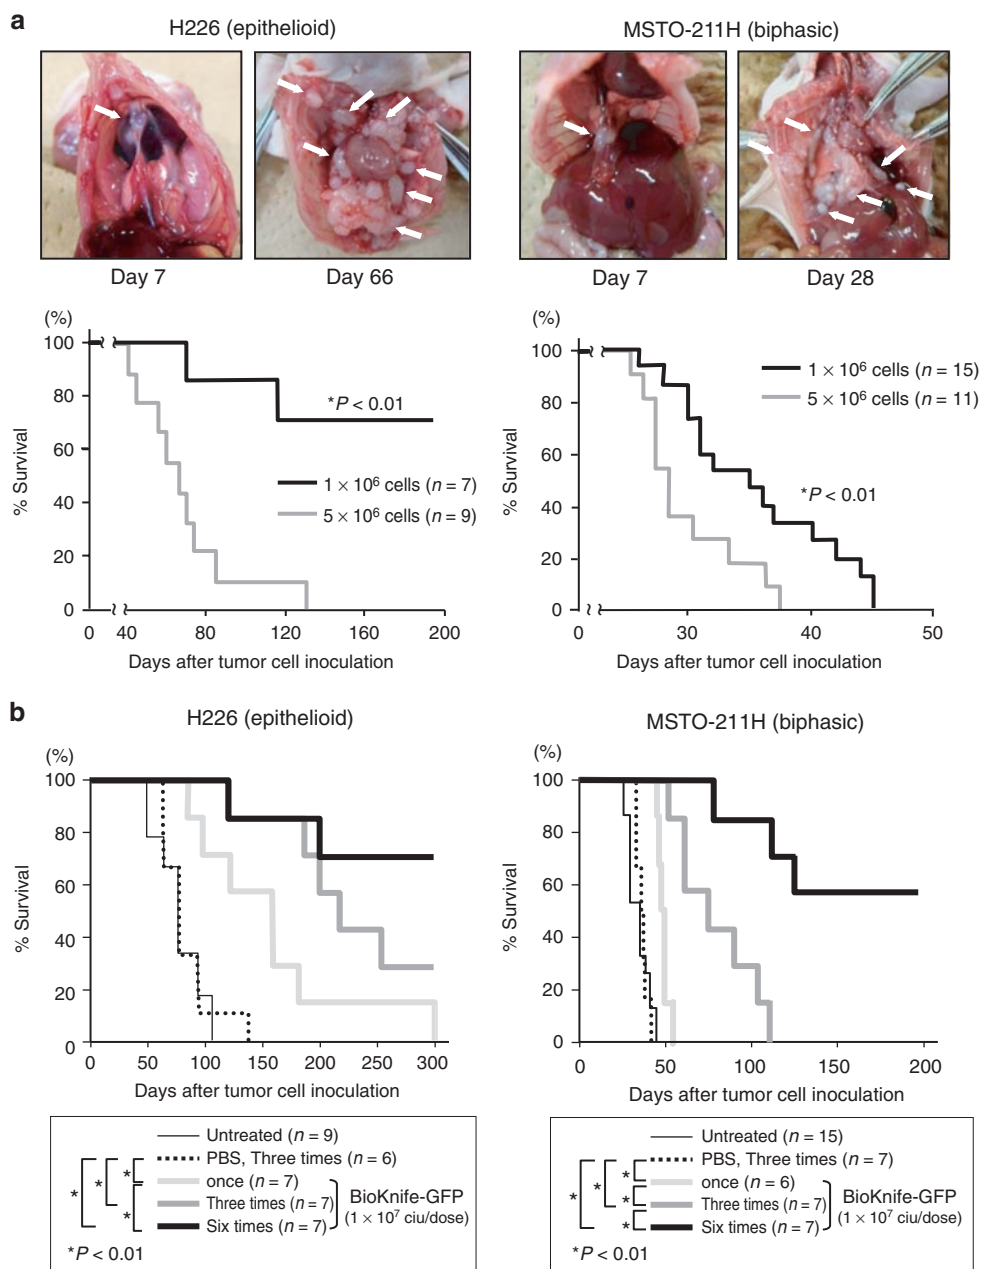 a
H226 (epithelioid)
MSTO-211H (biphasic)
Day 7
Day 66
Day 7
Day 28
(%)
100
80
60
40
20
0
% Survival
*P < 0.01
1 × 10⁶ cells (n = 7)
5 × 10⁶ cells (n = 9)
0 40 80 120 160 200
Days after tumor cell inoculation
(%)
100
80
60
40
20
0
% Survival
1 × 10⁶ cells (n = 15)
5 × 10⁶ cells (n = 11)
*P < 0.01
0 30 40 50
Days after tumor cell inoculation
b
H226 (epithelioid)
(%)
100
80
60
40
20
0
% Survival
0 50 100 150 200 250 300
Days after tumor cell inoculation
Untreated (n = 9)
PBS, Three times (n = 6)
once (n = 7)
Three times (n = 7)
Six times (n = 7)
BioKnife-GFP
(1 × 10⁷ ciu/dose)
* * * *
*P < 0.01
MSTO-211H (biphasic)
(%)
100
80
60
40
20
0
% Survival
0 50 100 150 200
Days after tumor cell inoculation
Untreated (n = 15)
PBS, Three times (n = 7)
once (n = 6)
Three times (n = 7)
Six times (n = 7)
BioKnife-GFP
(1 × 10⁷ ciu/dose)
* * * * *
*P < 0.01